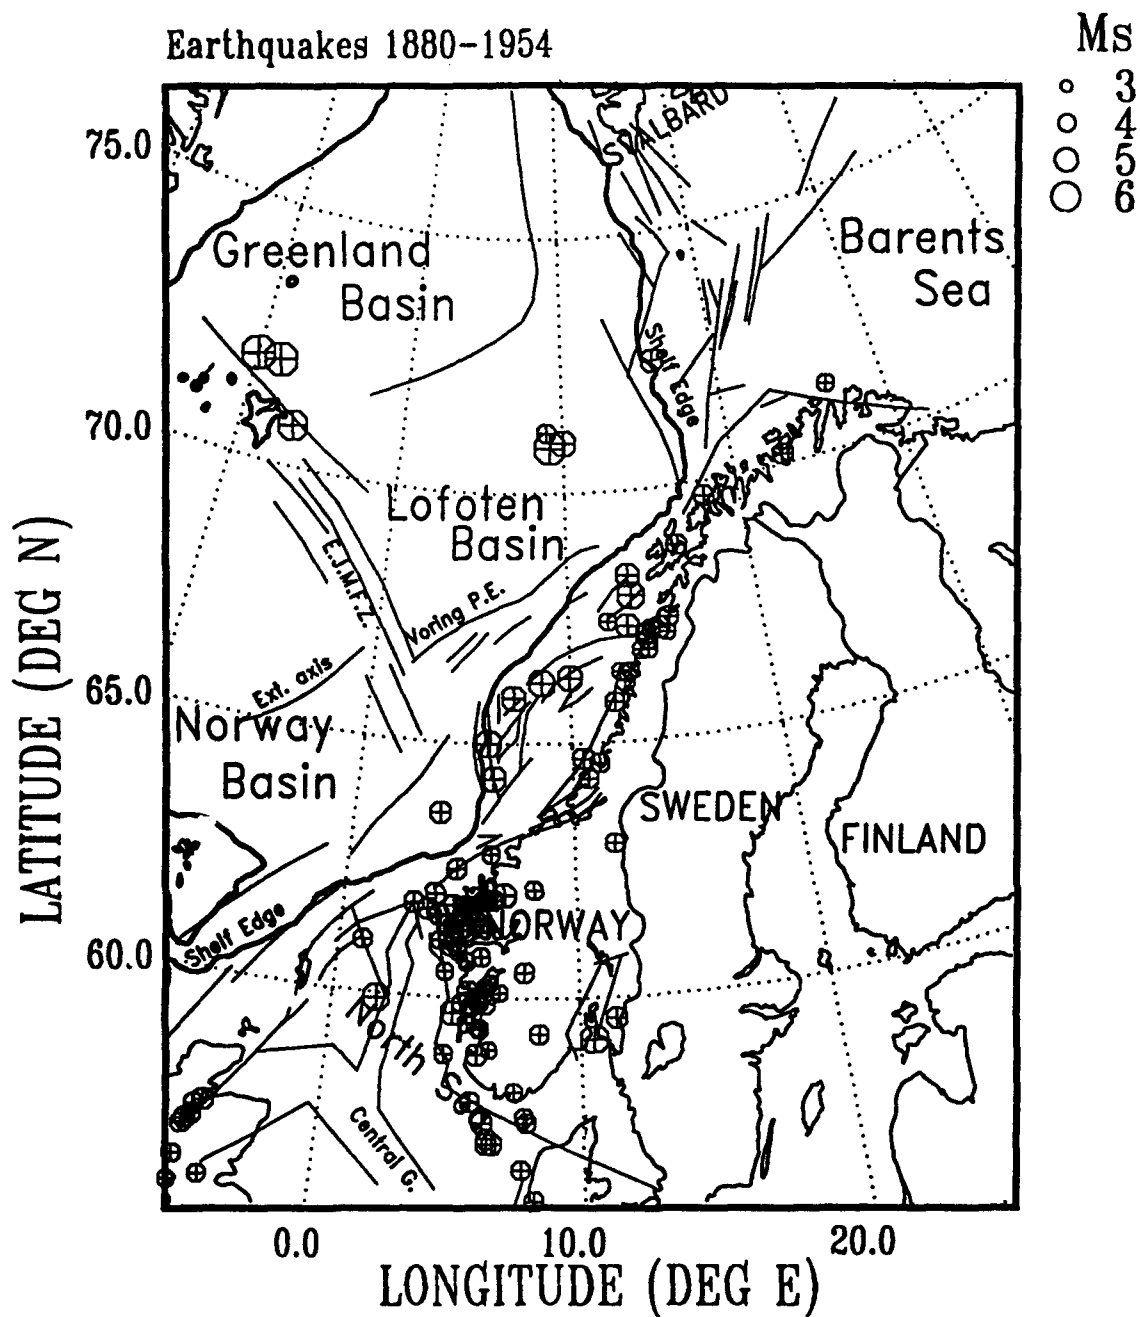 Earthquakes 1880-1954
Ms
3
4
5
6
75.0
70.0
65.0
60.0
LATITUDE (DEG N)
SVALBARD
Greenland
Basin
Barents
Sea
Shelf Edge
Lofoten
Basin
E.J.M.F.Z.
Voring P.E.
Ext. axis
Norway
Basin
SWEDEN
FINLAND
NORWAY
Shelf Edge
North S
Central G.
0.0
10.0
20.0
LONGITUDE (DEG E)